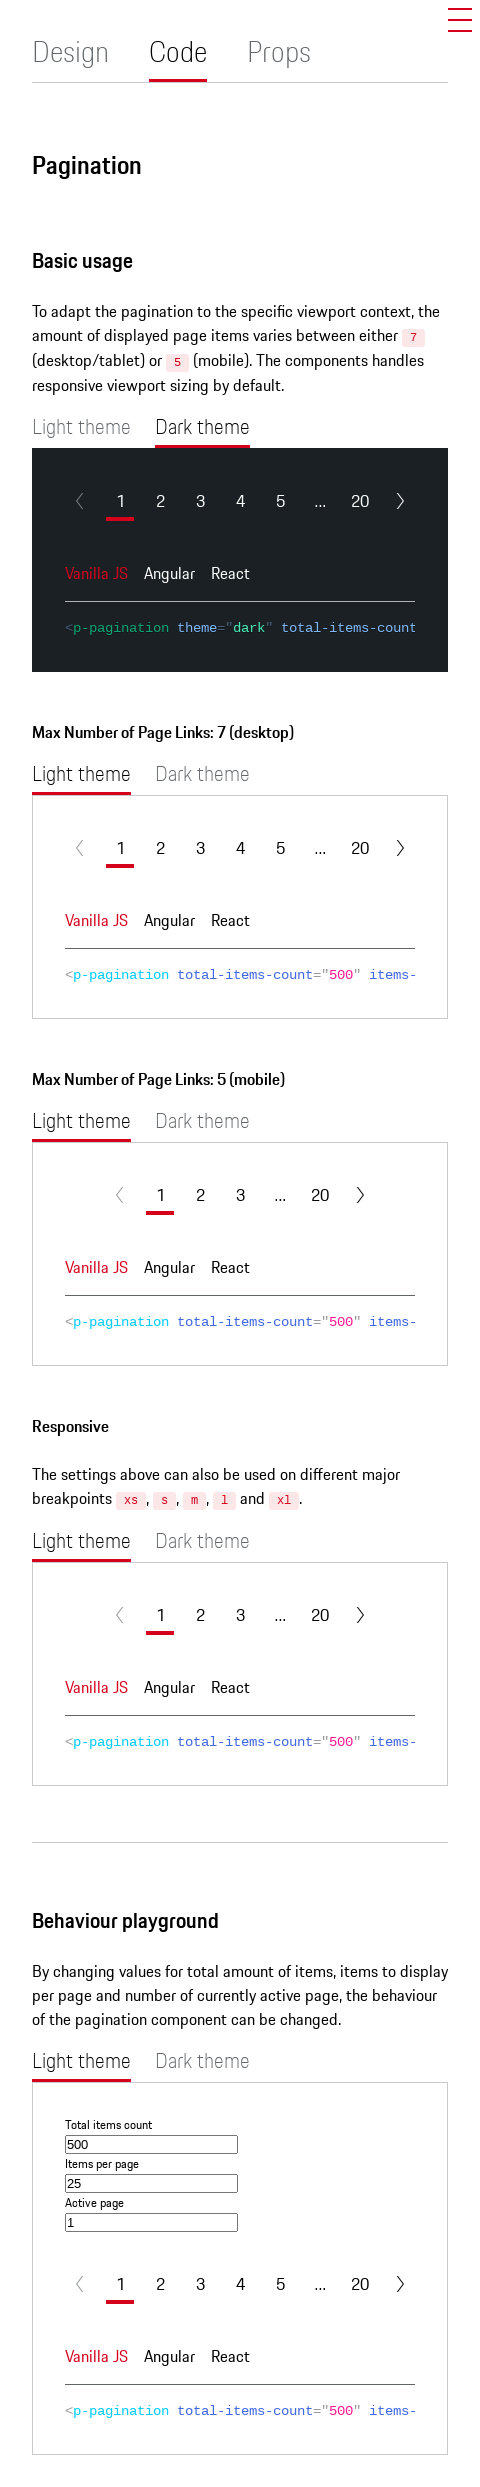 Design Code Props
Pagination
Basic usage
To adapt the pagination to the specific viewport context, the
amount of displayed page items varies between either 7
(desktop/tablet) or 5 (mobile). The components handles
responsive viewport sizing by default.
Light theme Dark theme
1 2 3 4 5 ... 20
Vanilla JS Angular React
<p-pagination theme="dark" total-items-count
Max Number of Page Links: 7 (desktop)
Light theme Dark theme
1 2 3 4 5 ... 20
Vanilla JS Angular React
<p-pagination total-items-count="500" items-
Max Number of Page Links: 5 (mobile)
Light theme Dark theme
1 2 3 ... 20
Vanilla JS Angular React
<p-pagination total-items-count="500" items-
Responsive
The settings above can also be used on different major
breakpoints xs, s, m, l and xl.
Light theme Dark theme
1 2 3 ... 20
Vanilla JS Angular React
<p-pagination total-items-count="500" items-
Behaviour playground
By changing values for total amount of items, items to display
per page and number of currently active page, the behaviour
of the pagination component can be changed.
Light theme Dark theme
Total items count
500
Items per page
25
Active page
1
1 2 3 4 5 ... 20
Vanilla JS Angular React
<p-pagination total-items-count="500" items-